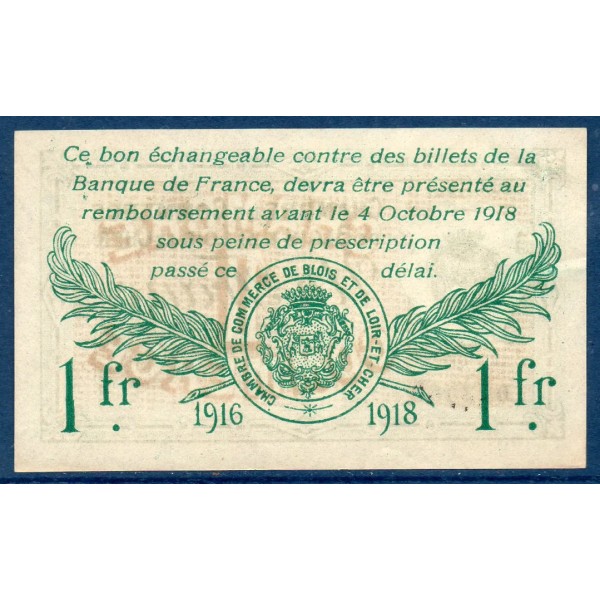 Ce bon échangeable contre des billets de la
Banque de France, devra être présenté au
remboursement avant le 4 Octobre 1918
sous peine de prescription
passé ce délai.
CHAMBRE DE COMMERCE DE BLOIS ET DE LOIR-ET-CHER
1 fr. 1916 1918 1 fr.